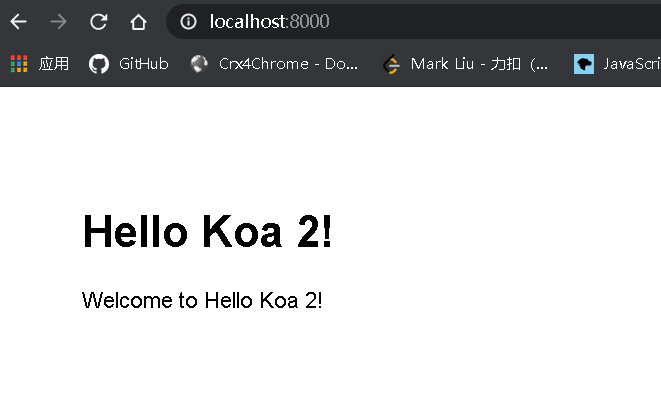 localhost:8000
应用 GitHub Crx4Chrome - Do... Mark Liu - 力扣（... JavaScri
Hello Koa 2!
Welcome to Hello Koa 2!